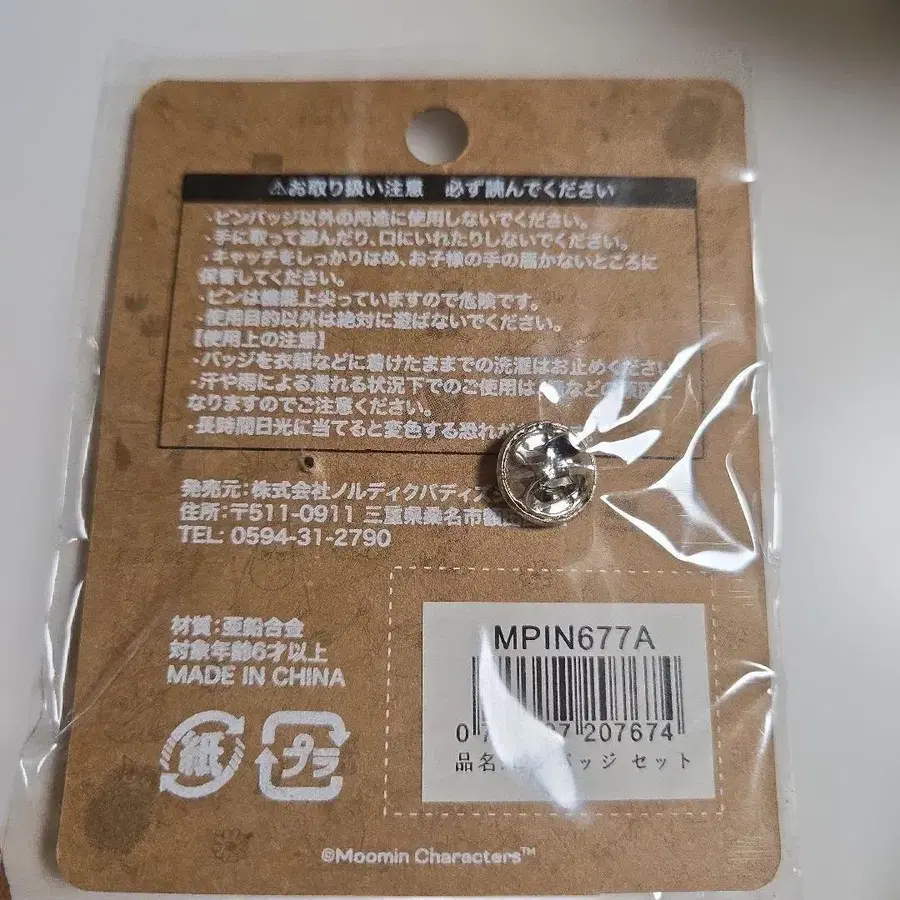 ⚠お取り扱い注意　必ず読んでください
・ピンバッジ以外の用途に使用しないでください。
・手に取って遊んだり、口にいれたりしないでください。
・キャッチをしっかりはめ、お子様の手の届かないところに
保管してください。
・ピンは機能上尖っていますので危険です。
・使用目的以外は絶対に遊ばないでください。
【使用上の注意】
・バッジを衣類などに着けたままでの洗濯はお止めください
・汗や雨による濡れる状況下でのご使用は
なりますのでご注意ください。
・長時間日光に当てると変色する恐れが
発売元:株式会社ノルディクバディズ
住所:〒511-0911 三重県桑名市額田
TEL: 0594-31-2790
材質:亜鉛合金
対象年齢6才以上
MADE IN CHINA
紙
プラ
MPIN677A
207674
品名: バッジ セット
©Moomin Characters™